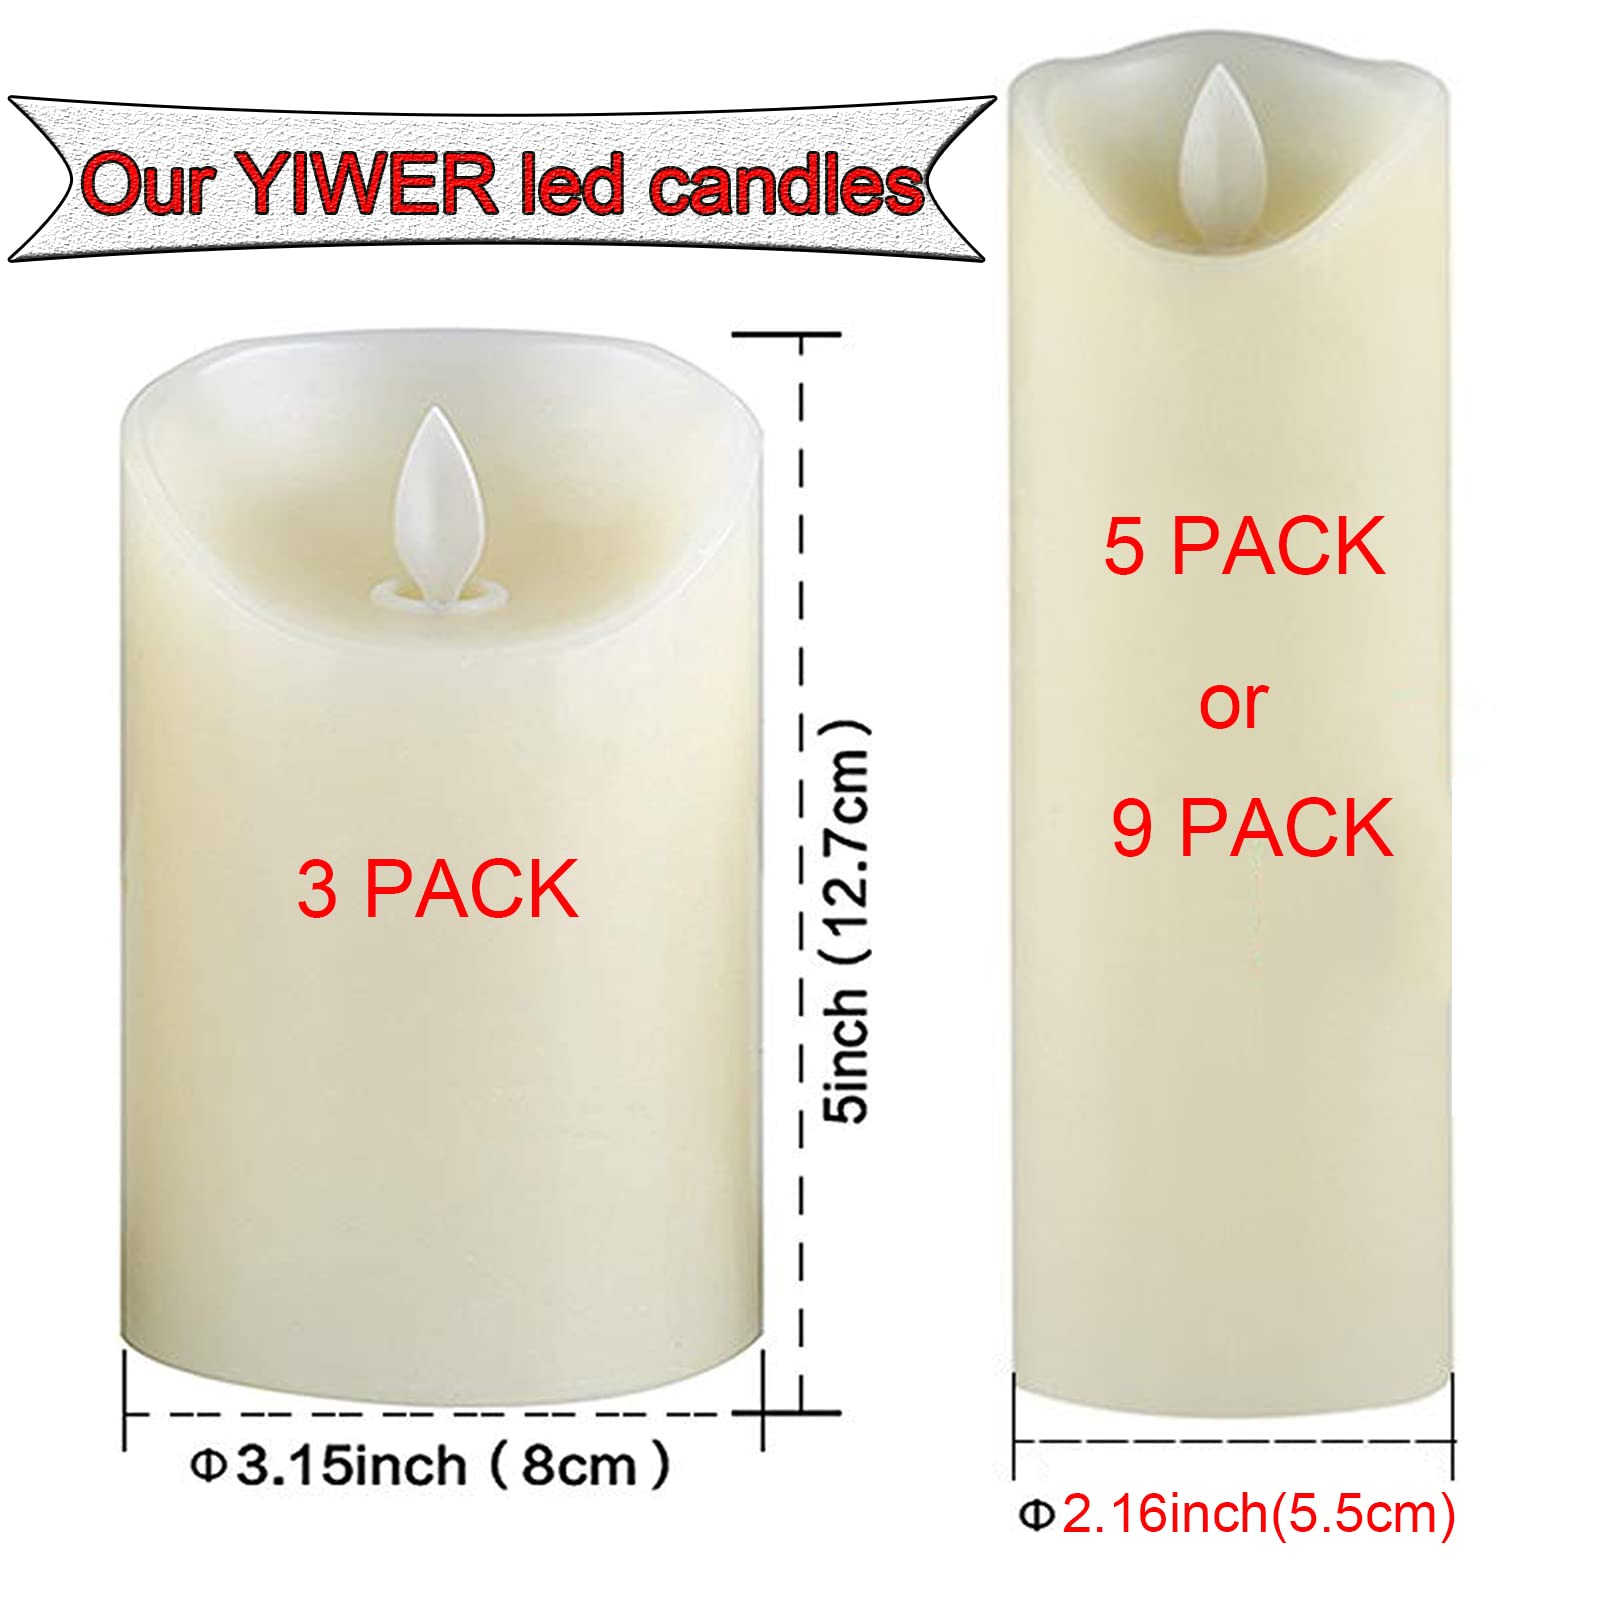 Our YIWER led candles
3 PACK
5inch (12.7cm)
Φ3.15inch (8cm)
5 PACK
or
9 PACK
Φ2.16inch(5.5cm)